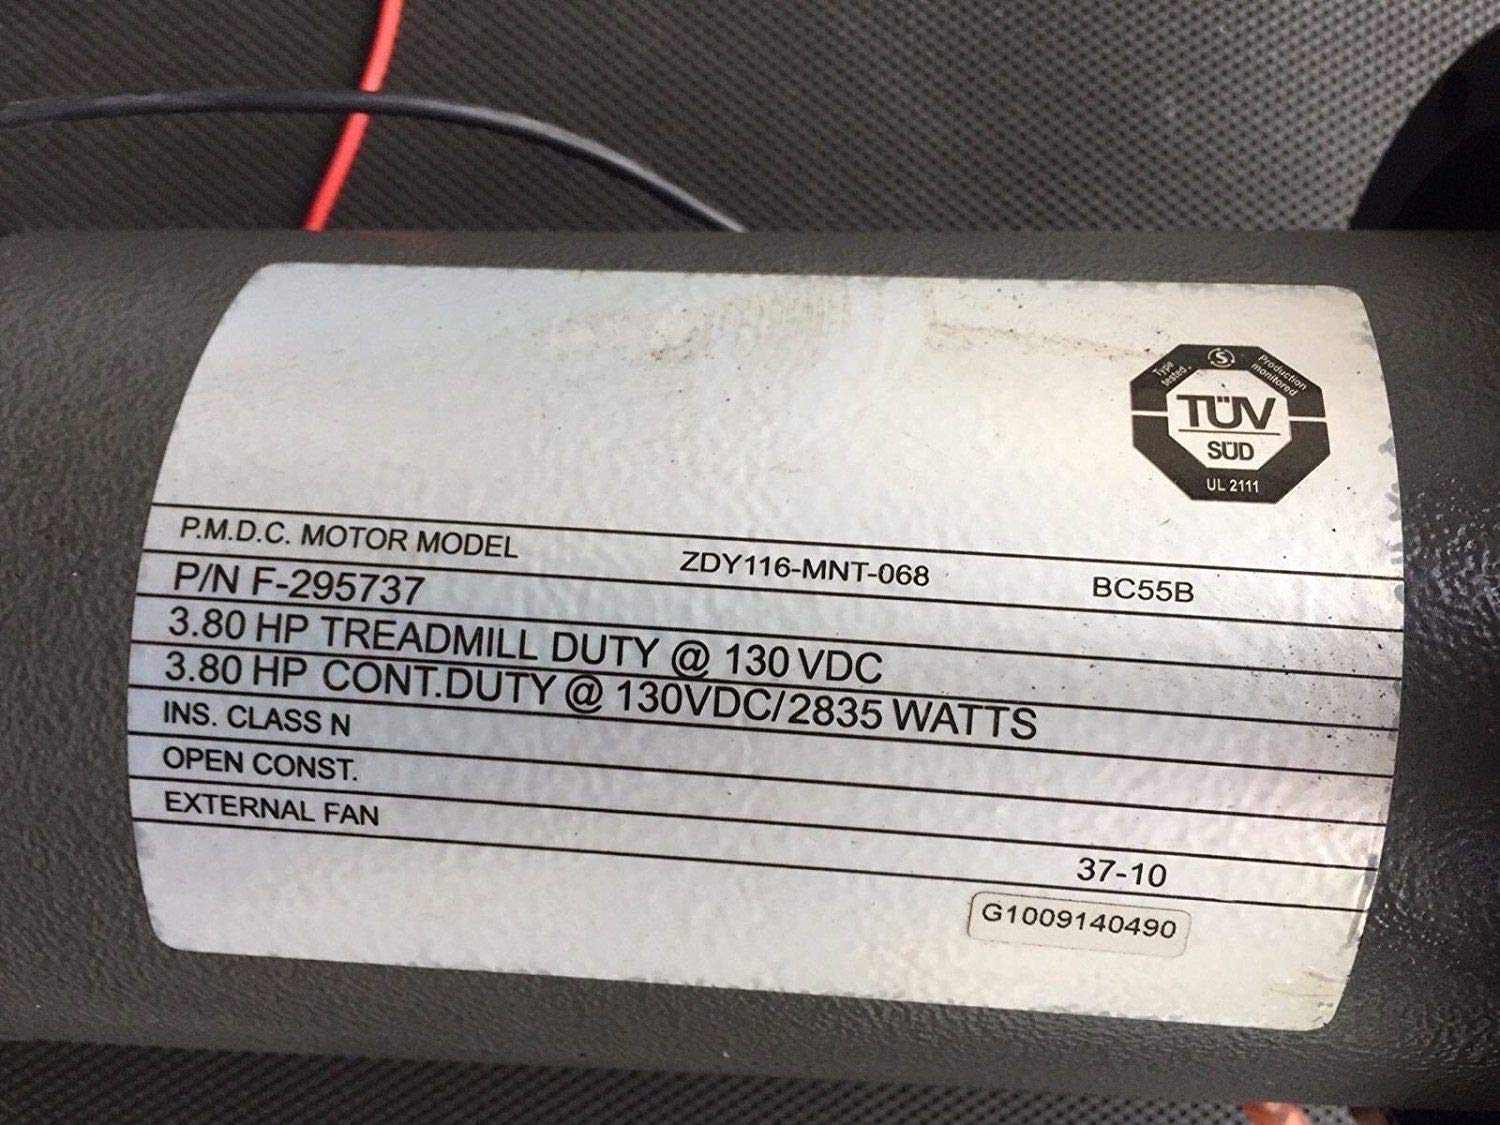 Type tested
S
Production monitored
TÜV
SÜD
UL 2111
P.M.D.C. MOTOR MODEL ZDY116-MNT-068 BC55B
P/N F-295737
3.80 HP TREADMILL DUTY @ 130 VDC
3.80 HP CONT.DUTY @ 130VDC/2835 WATTS
INS. CLASS N
OPEN CONST.
EXTERNAL FAN
37-10
G1009140490